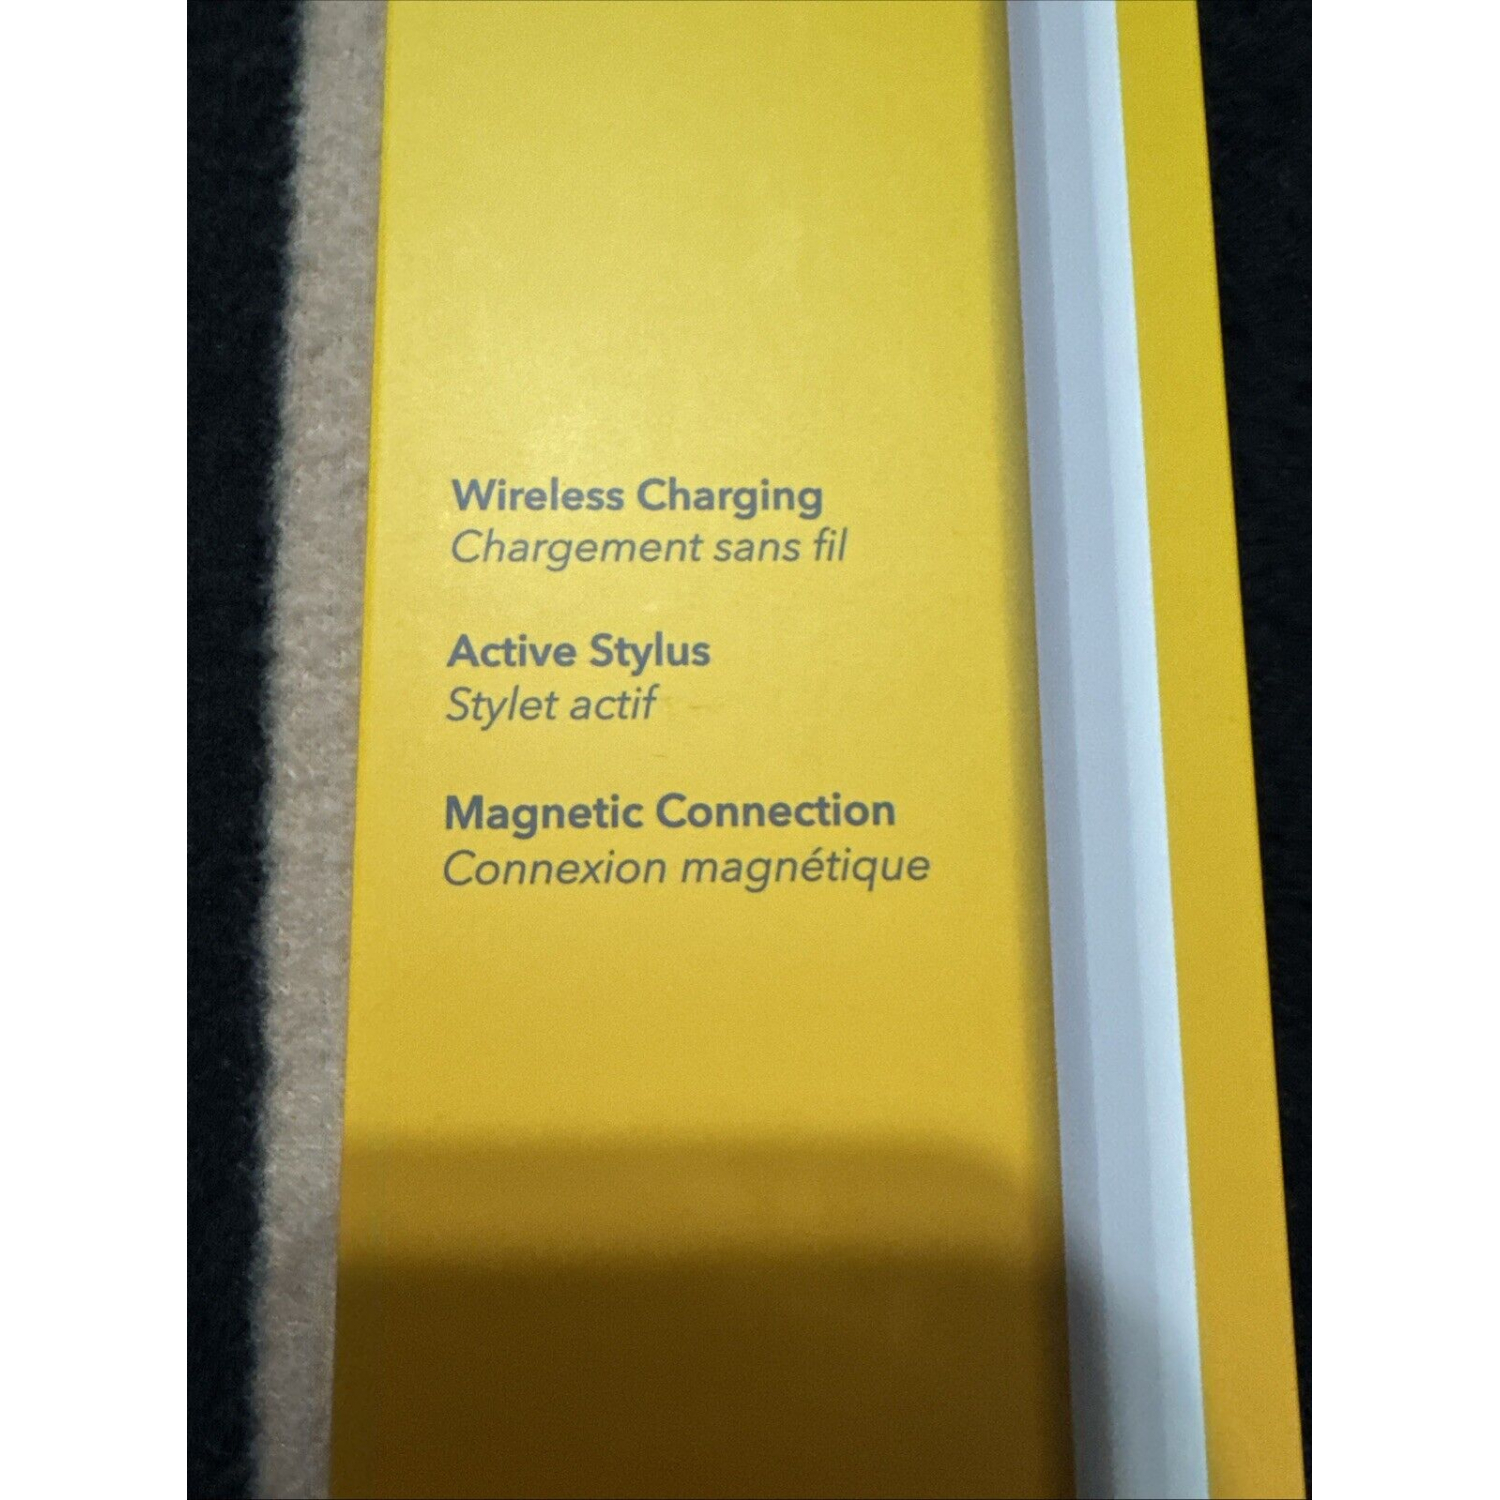 Wireless Charging
Chargement sans fil
Active Stylus
Stylet actif
Magnetic Connection
Connexion magnétique